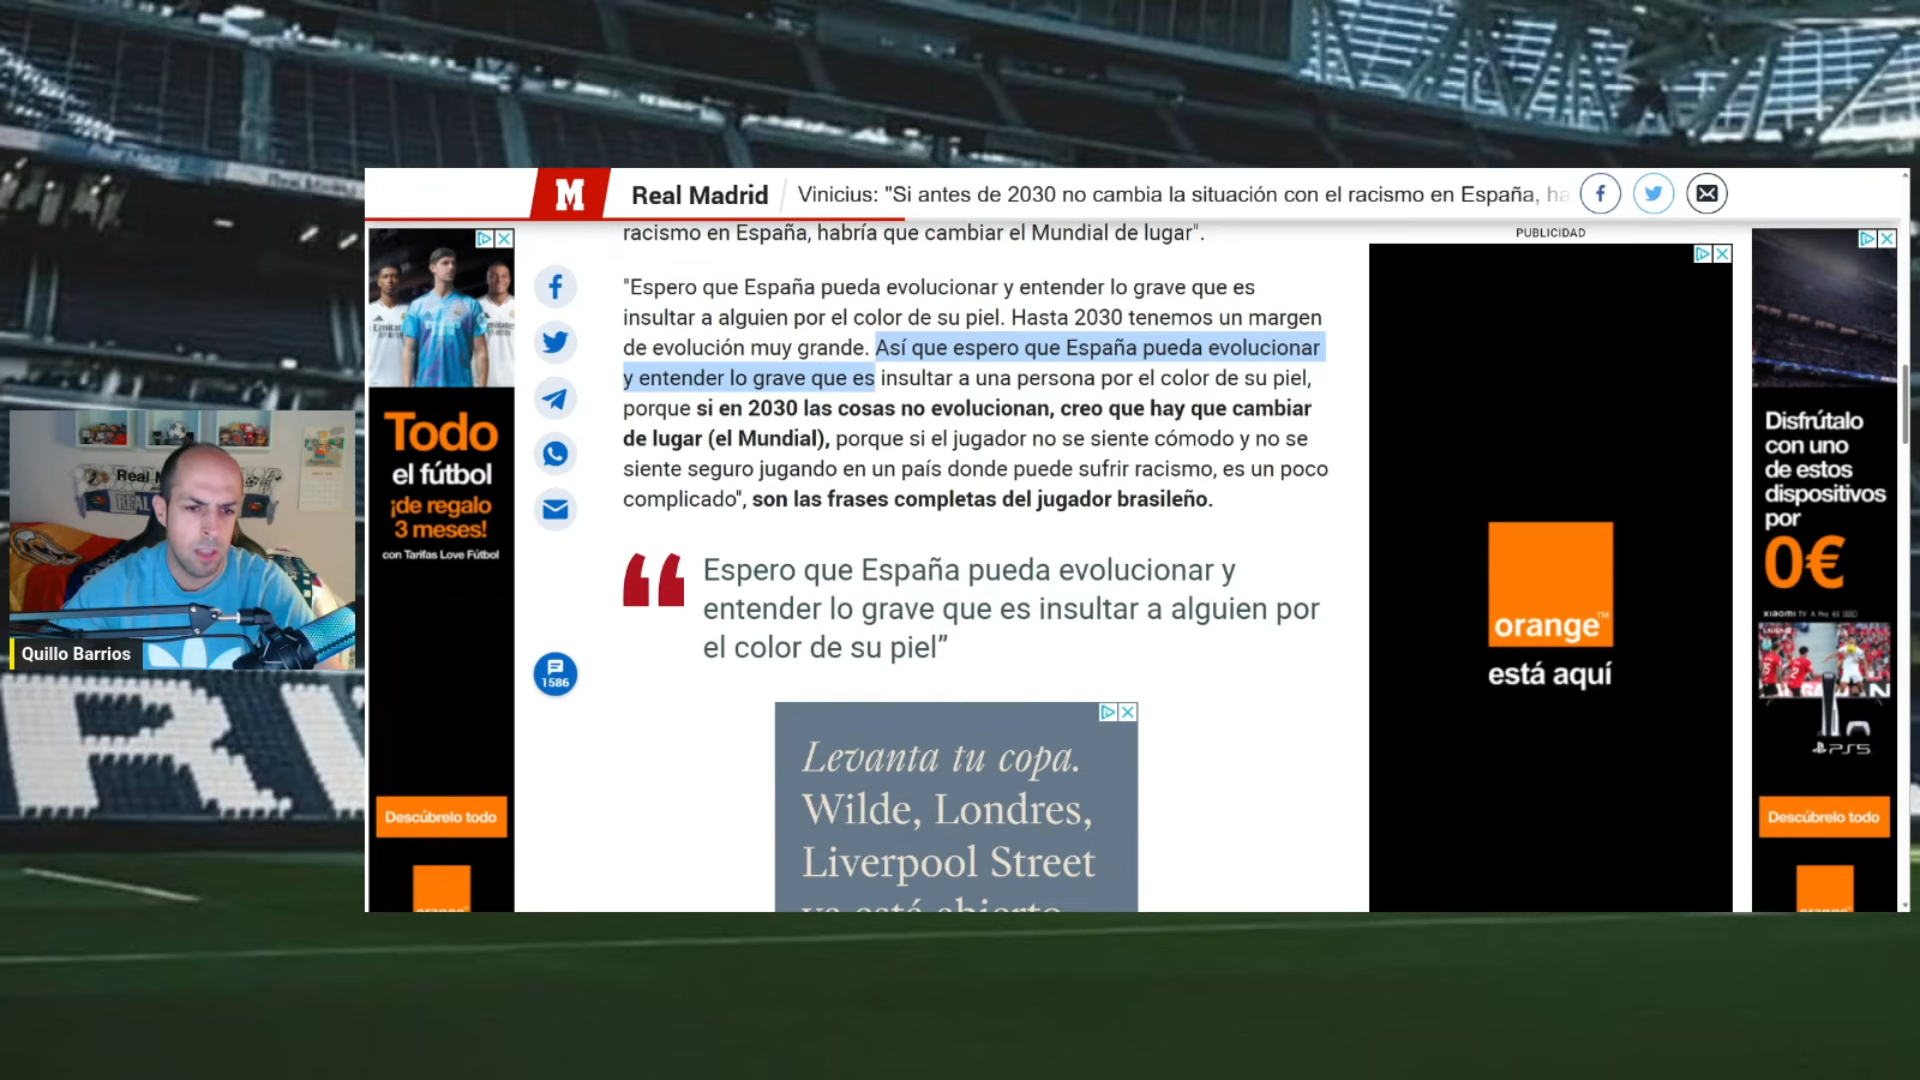 M
Real Madrid
Vinicius: "Si antes de 2030 no cambia la situación con el racismo en España, ha
racismo en España, habría que cambiar el Mundial de lugar".
"Espero que España pueda evolucionar y entender lo grave que es
insultar a alguien por el color de su piel. Hasta 2030 tenemos un margen
de evolución muy grande. Así que espero que España pueda evolucionar
y entender lo grave que es insultar a una persona por el color de su piel,
porque si en 2030 las cosas no evolucionan, creo que hay que cambiar
de lugar (el Mundial), porque si el jugador no se siente cómodo y no se
siente seguro jugando en un país donde puede sufrir racismo, es un poco
complicado", son las frases completas del jugador brasileño.
“ Espero que España pueda evolucionar y
entender lo grave que es insultar a alguien por
el color de su piel”
1586
Levanta tu copa.
Wilde, Londres,
Liverpool Street
ya está abierto
Todo
el fútbol
¡de regalo
3 meses!
con Tarifas Love Fútbol
Descúbrelo todo
orange
PUBLICIDAD
orange™
está aquí
Disfrútalo
con uno
de estos
dispositivos
por
0€
PS5
Descúbrelo todo
orange
Quillo Barrios
Real M
REAL